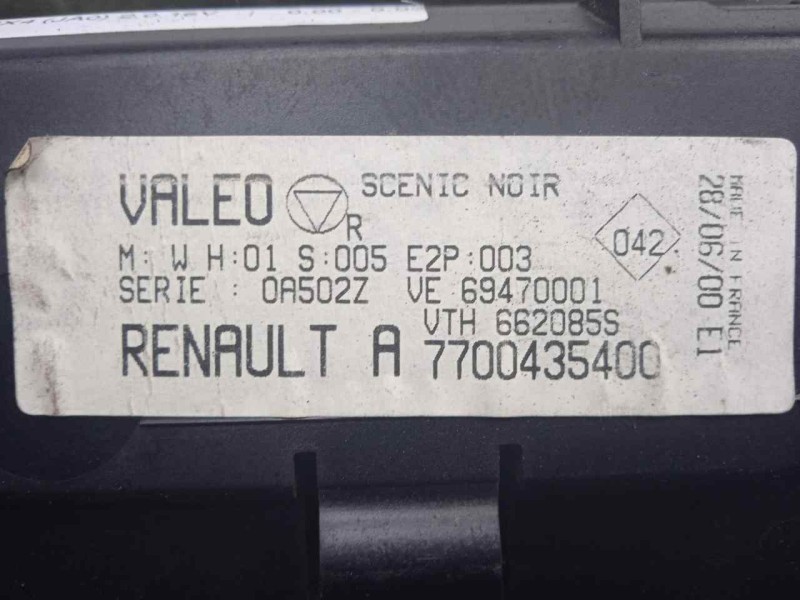 VALEO R SCENIC NOIR
M: W H:01 S:005 E2P:003
SERIE : 0A502Z VE 69470001
VTH 662085S
RENAULT A 7700435400
042
28/06/00 E1
MADE IN FRANCE